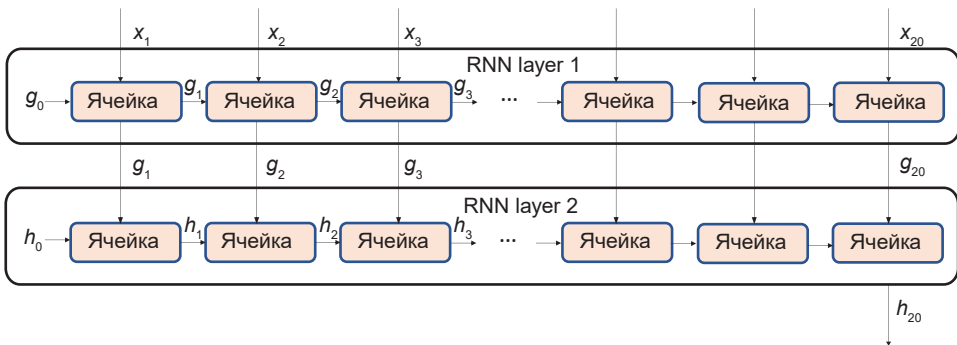 x1 x2 x3 x20
RNN layer 1
g0 Ячейка g1 Ячейка g2 Ячейка g3 ... Ячейка Ячейка Ячейка
g1 g2 g3 g20
RNN layer 2
h0 Ячейка h1 Ячейка h2 Ячейка h3 ... Ячейка Ячейка Ячейка
h20